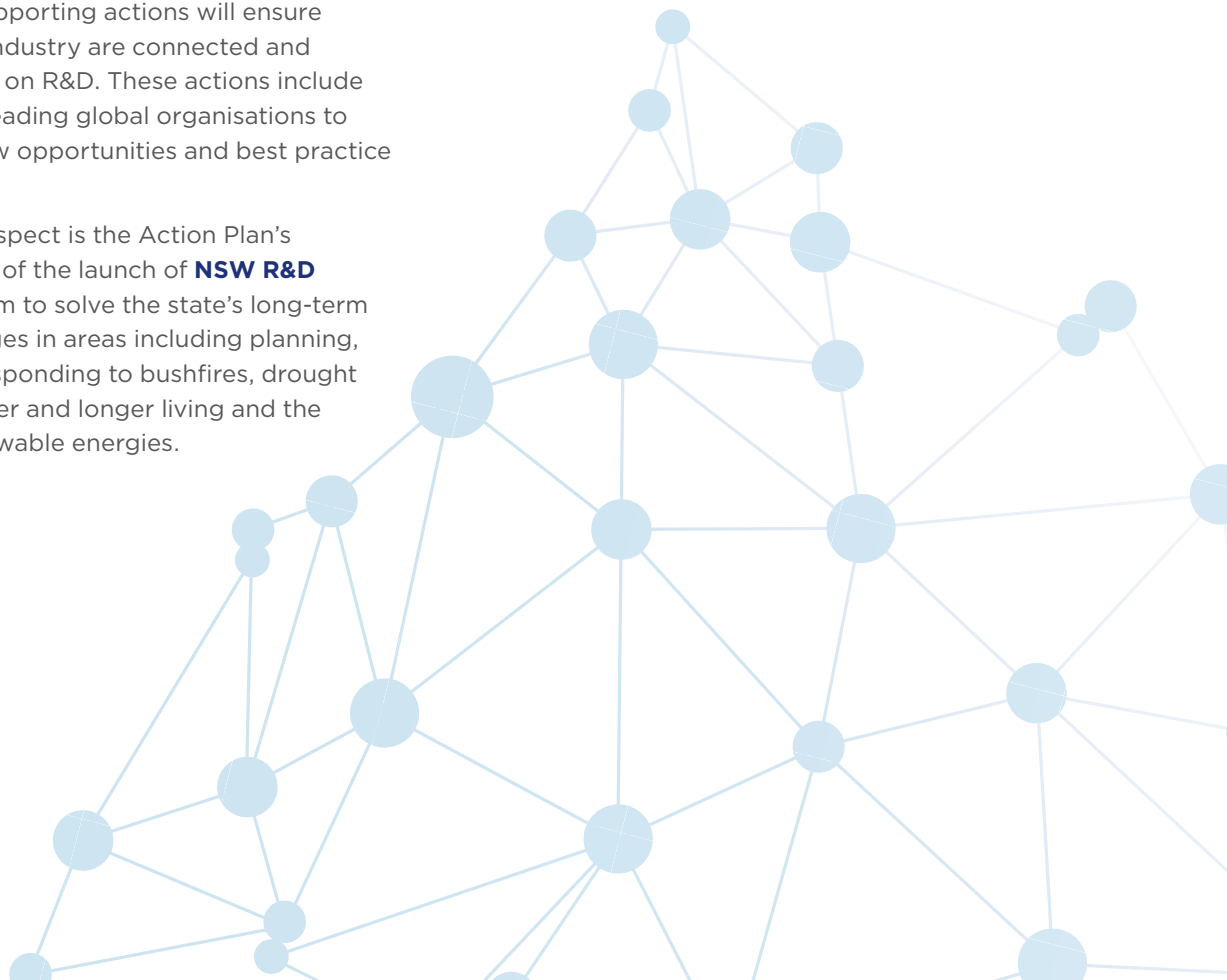 pporting actions will ensure
ndustry are connected and
on R&D. These actions include
eading global organisations to
w opportunities and best practice
spect is the Action Plan’s
of the launch of NSW R&D
m to solve the state’s long-term
ges in areas including planning,
sponding to bushfires, drought
er and longer living and the
wable energies.